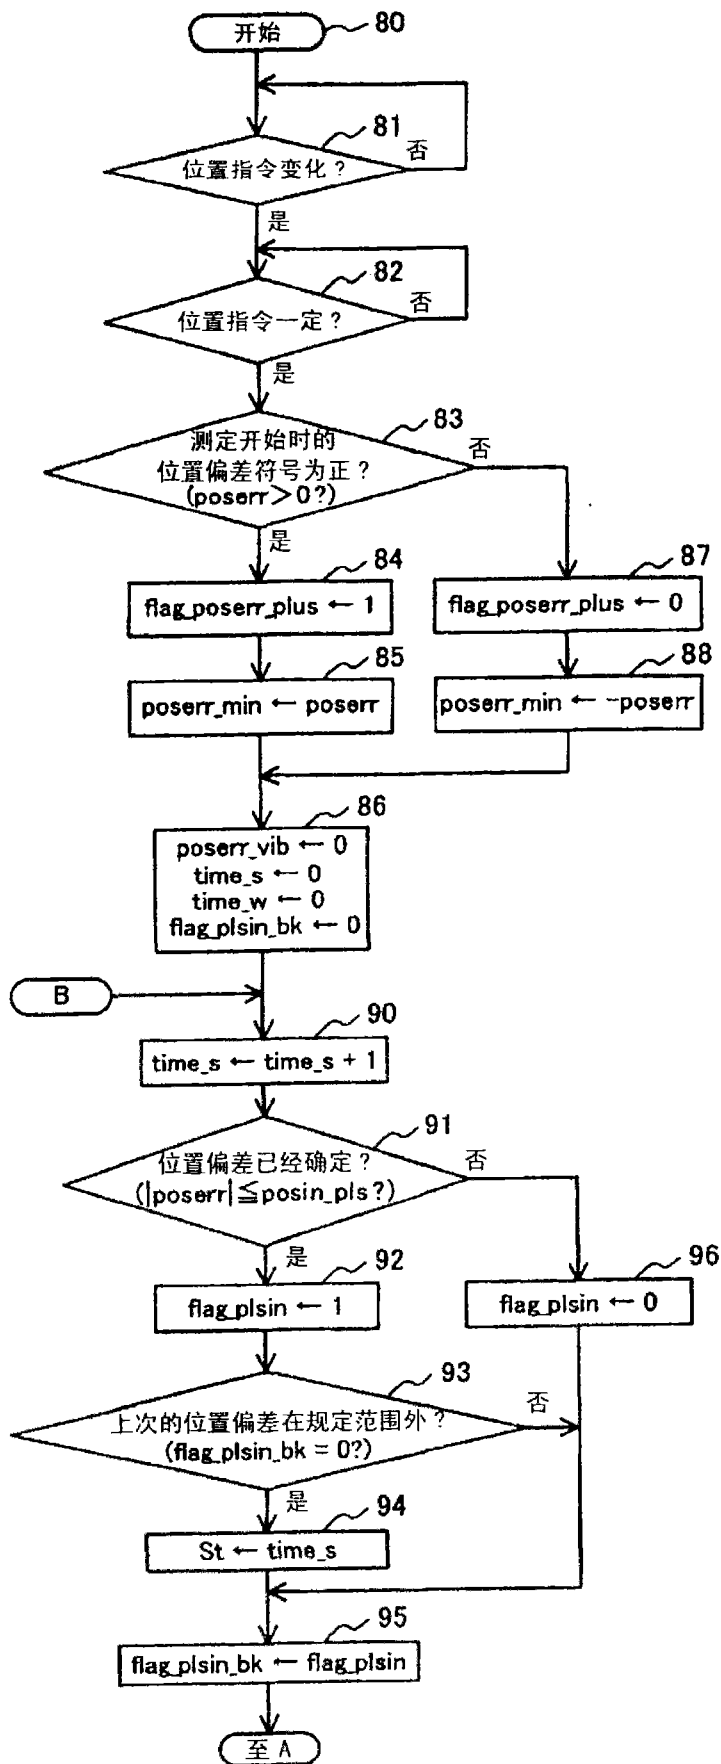 开始
80
81
位置指令变化？
否
是
82
位置指令一定？
否
是
83
测定开始时的
位置偏差符号为正？
(poserr＞0?)
否
是
84
flag_poserr_plus ← 1
87
flag_poserr_plus ← 0
85
poserr_min ← poserr
88
poserr_min ← -poserr
86
poserr_vib ← 0
time_s ← 0
time_w ← 0
flag_plsin_bk ← 0
B
90
time_s ← time_s + 1
91
位置偏差已经确定？
(|poserr|≦posin_pls?)
否
是
92
flag_plsin ← 1
96
flag_plsin ← 0
93
上次的位置偏差在规定范围外？
(flag_plsin_bk = 0?)
否
是
94
St ← time_s
95
flag_plsin_bk ← flag_plsin
至 A